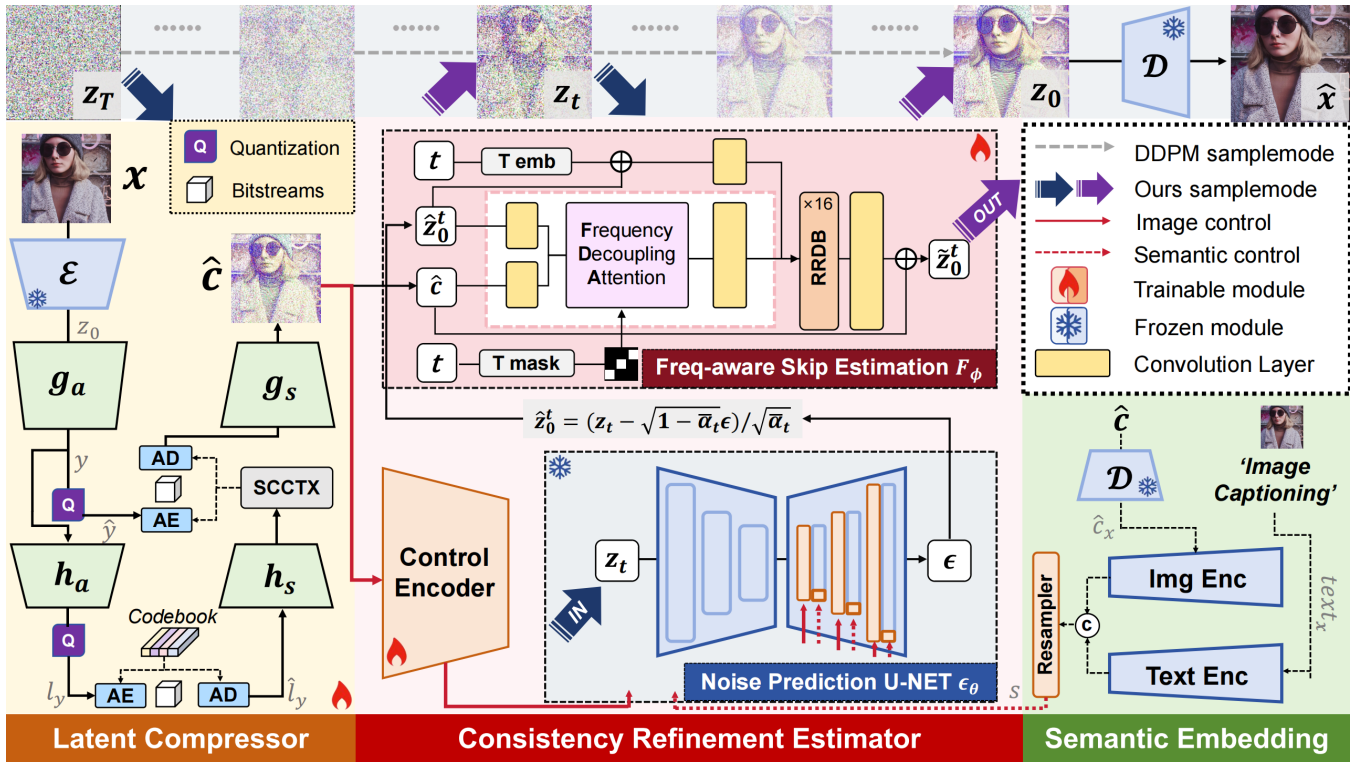 ......
......
......
......
z_T
z_t
z_0
D
x̂
x
Q Quantization
Bitstreams
ε
z_0
g_a
y
Q
ŷ
AE
AD
h_a
Q
l_y
AE
AD
l̂_y
Codebook
h_s
SCCTX
g_s
ĉ
t
T emb
⊕
ẑ_0^t
ĉ
Frequency
Decoupling
Attention
×16
RRDB
⊕
z̃_0^t
OUT
t
T mask
Freq-aware Skip Estimation F_ϕ
ẑ_0^t = (z_t − √(1 − ᾱ_t)ϵ)/√ᾱ_t
Control
Encoder
IN
z_t
ϵ
Noise Prediction U-NET ϵ_θ
s
DDPM samplemode
Ours samplemode
Image control
Semantic control
Trainable module
Frozen module
Convolution Layer
ĉ
D
ĉ_x
'Image
Captioning'
text_x
Img Enc
c
Text Enc
Resampler
Latent Compressor
Consistency Refinement Estimator
Semantic Embedding